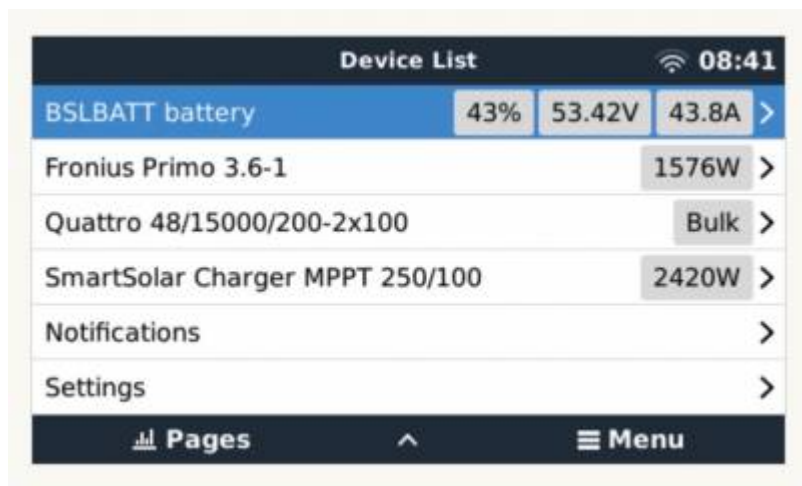 Device List 08:41
BSLBATT battery 43% 53.42V 43.8A
Fronius Primo 3.6-1 1576W
Quattro 48/15000/200-2x100 Bulk
SmartSolar Charger MPPT 250/100 2420W
Notifications
Settings
Pages Menu